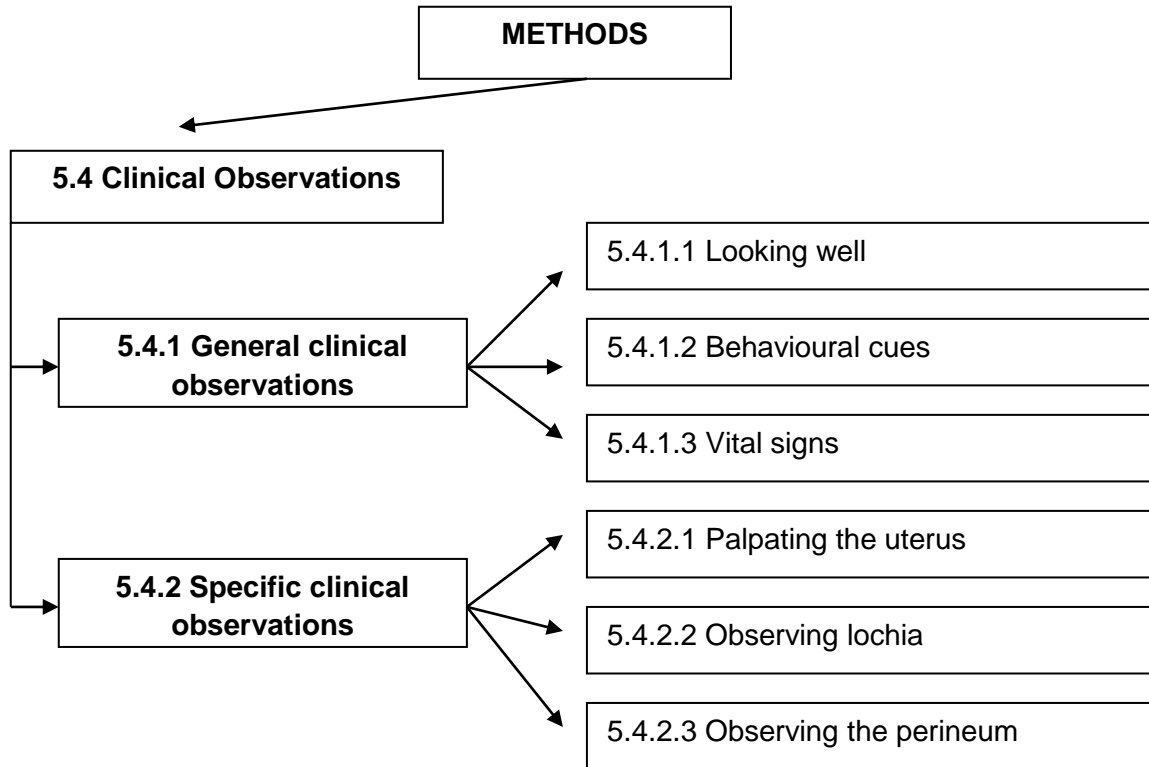 METHODS
5.4 Clinical Observations
5.4.1 General clinical
observations
5.4.1.1 Looking well
5.4.1.2 Behavioural cues
5.4.1.3 Vital signs
5.4.2 Specific clinical
observations
5.4.2.1 Palpating the uterus
5.4.2.2 Observing lochia
5.4.2.3 Observing the perineum